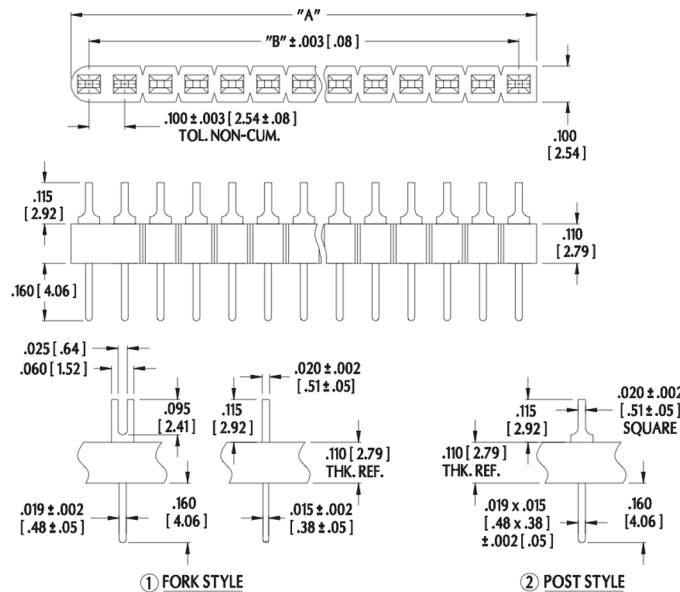 "A"
"B" ± .003 [ .08 ]
.100 ± .003 [ 2.54 ± .08 ]
TOL. NON-CUM.
.100
[ 2.54 ]
.115
[ 2.92 ]
.110
[ 2.79 ]
.160 [ 4.06 ]
.025 [ .64 ]
.060 [ 1.52 ]
.095
[ 2.41 ]
.019 ± .002
[ .48 ± .05 ]
.160
[ 4.06 ]
.020 ± .002
[ .51 ± .05 ]
.115
[ 2.92 ]
.110 [ 2.79 ]
THK. REF.
.015 ± .002
[ .38 ± .05 ]
① FORK STYLE
.020 ± .002
[ .51 ± .05 ]
SQUARE
.115
[ 2.92 ]
.110 [ 2.79 ]
THK. REF.
.019 x .015
[ .48 x .38 ]
± .002 [ .05 ]
.160
[ 4.06 ]
② POST STYLE